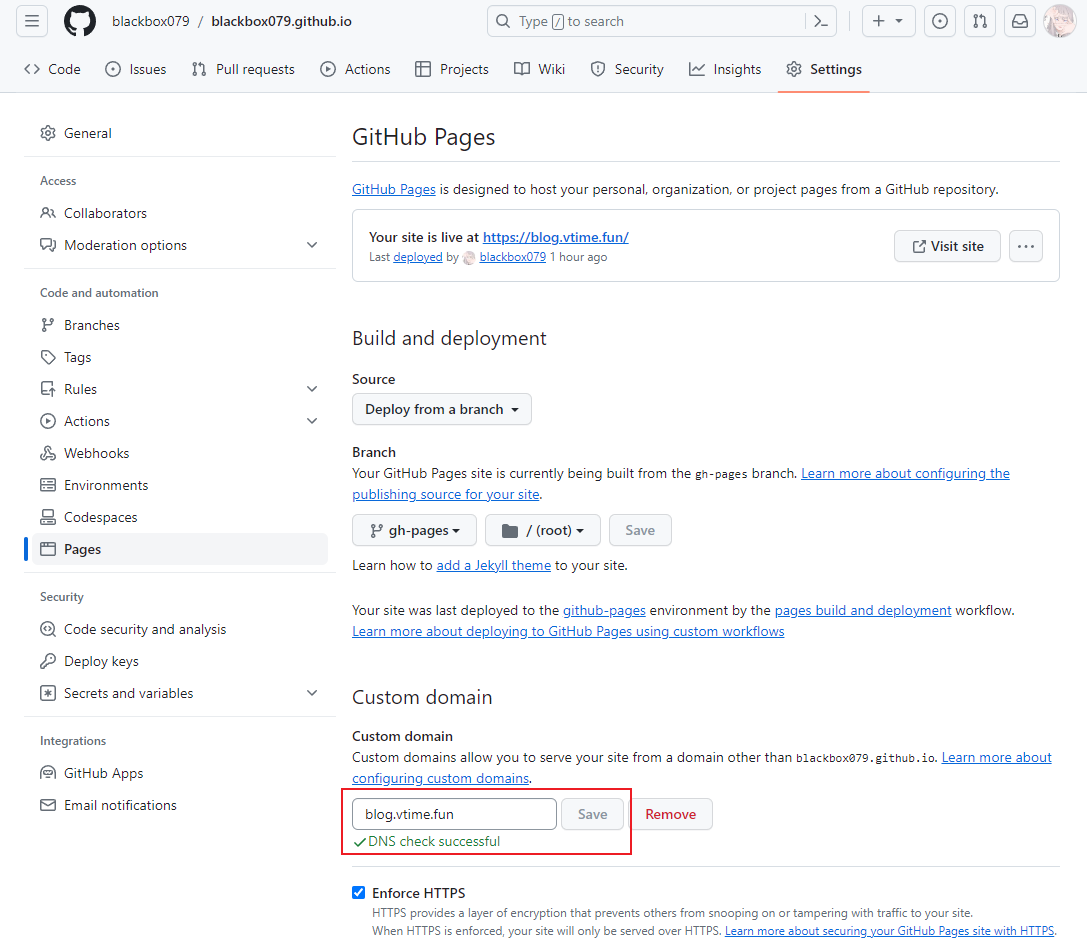 blackbox079 / blackbox079.github.io
Type / to search
Code Issues Pull requests Actions Projects Wiki Security Insights Settings
General
Access
Collaborators
Moderation options
Code and automation
Branches
Tags
Rules
Actions
Webhooks
Environments
Codespaces
Pages
Security
Code security and analysis
Deploy keys
Secrets and variables
Integrations
GitHub Apps
Email notifications
GitHub Pages
GitHub Pages is designed to host your personal, organization, or project pages from a GitHub repository.
Your site is live at https://blog.vtime.fun/
Last deployed by blackbox079 1 hour ago
Visit site
Build and deployment
Source
Deploy from a branch
Branch
Your GitHub Pages site is currently being built from the gh-pages branch. Learn more about configuring the
publishing source for your site.
gh-pages / (root) Save
Learn how to add a Jekyll theme to your site.
Your site was last deployed to the github-pages environment by the pages build and deployment workflow.
Learn more about deploying to GitHub Pages using custom workflows
Custom domain
Custom domain
Custom domains allow you to serve your site from a domain other than blackbox079.github.io. Learn more about
configuring custom domains.
blog.vtime.fun Save Remove
DNS check successful
Enforce HTTPS
HTTPS provides a layer of encryption that prevents others from snooping on or tampering with traffic to your site.
When HTTPS is enforced, your site will only be served over HTTPS. Learn more about securing your GitHub Pages site with HTTPS.